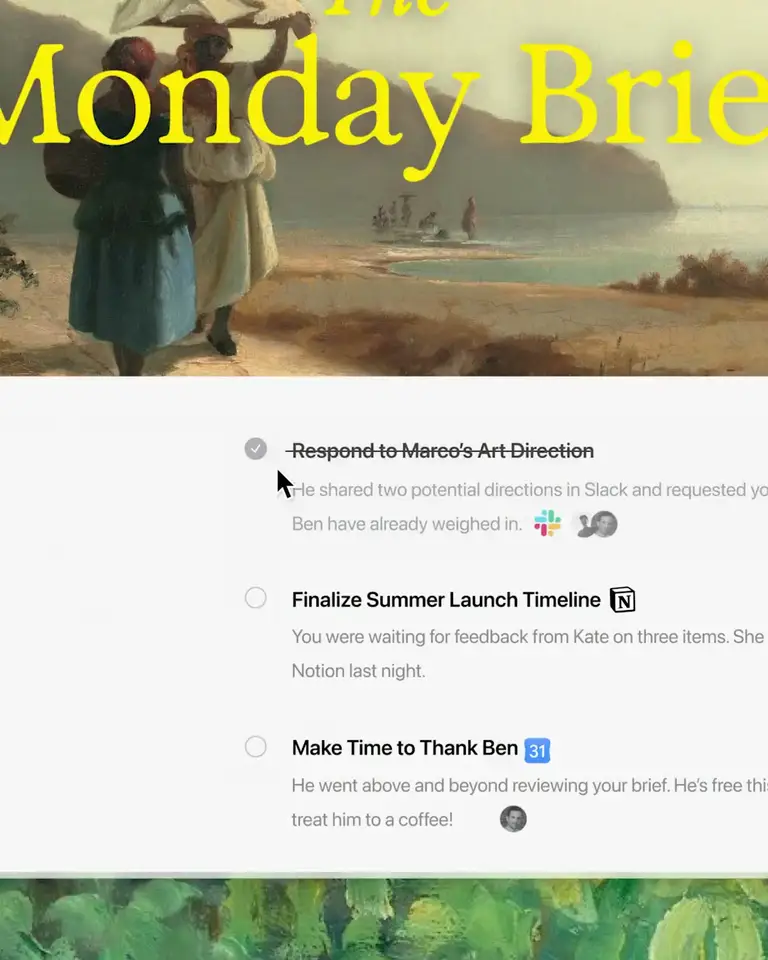 The
Monday Brie
Respond to Marco's Art Direction
He shared two potential directions in Slack and requested yo
Ben have already weighed in.
Finalize Summer Launch Timeline N
You were waiting for feedback from Kate on three items. She
Notion last night.
Make Time to Thank Ben 31
He went above and beyond reviewing your brief. He's free this
treat him to a coffee!